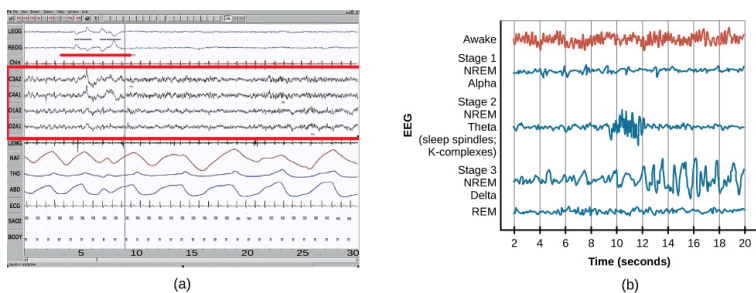 LEOG
REOG
Chin
C3A2
C4A1
O1A2
O2A1
LEMG
NAF
THO
ABD
ECG
SAO2
BODY
5 10 15 20 25 30
(a)
EEG
Awake
Stage 1
NREM
Alpha
Stage 2
NREM
Theta
(sleep spindles;
K-complexes)
Stage 3
NREM
Delta
REM
2 4 6 8 10 12 14 16 18 20
Time (seconds)
(b)